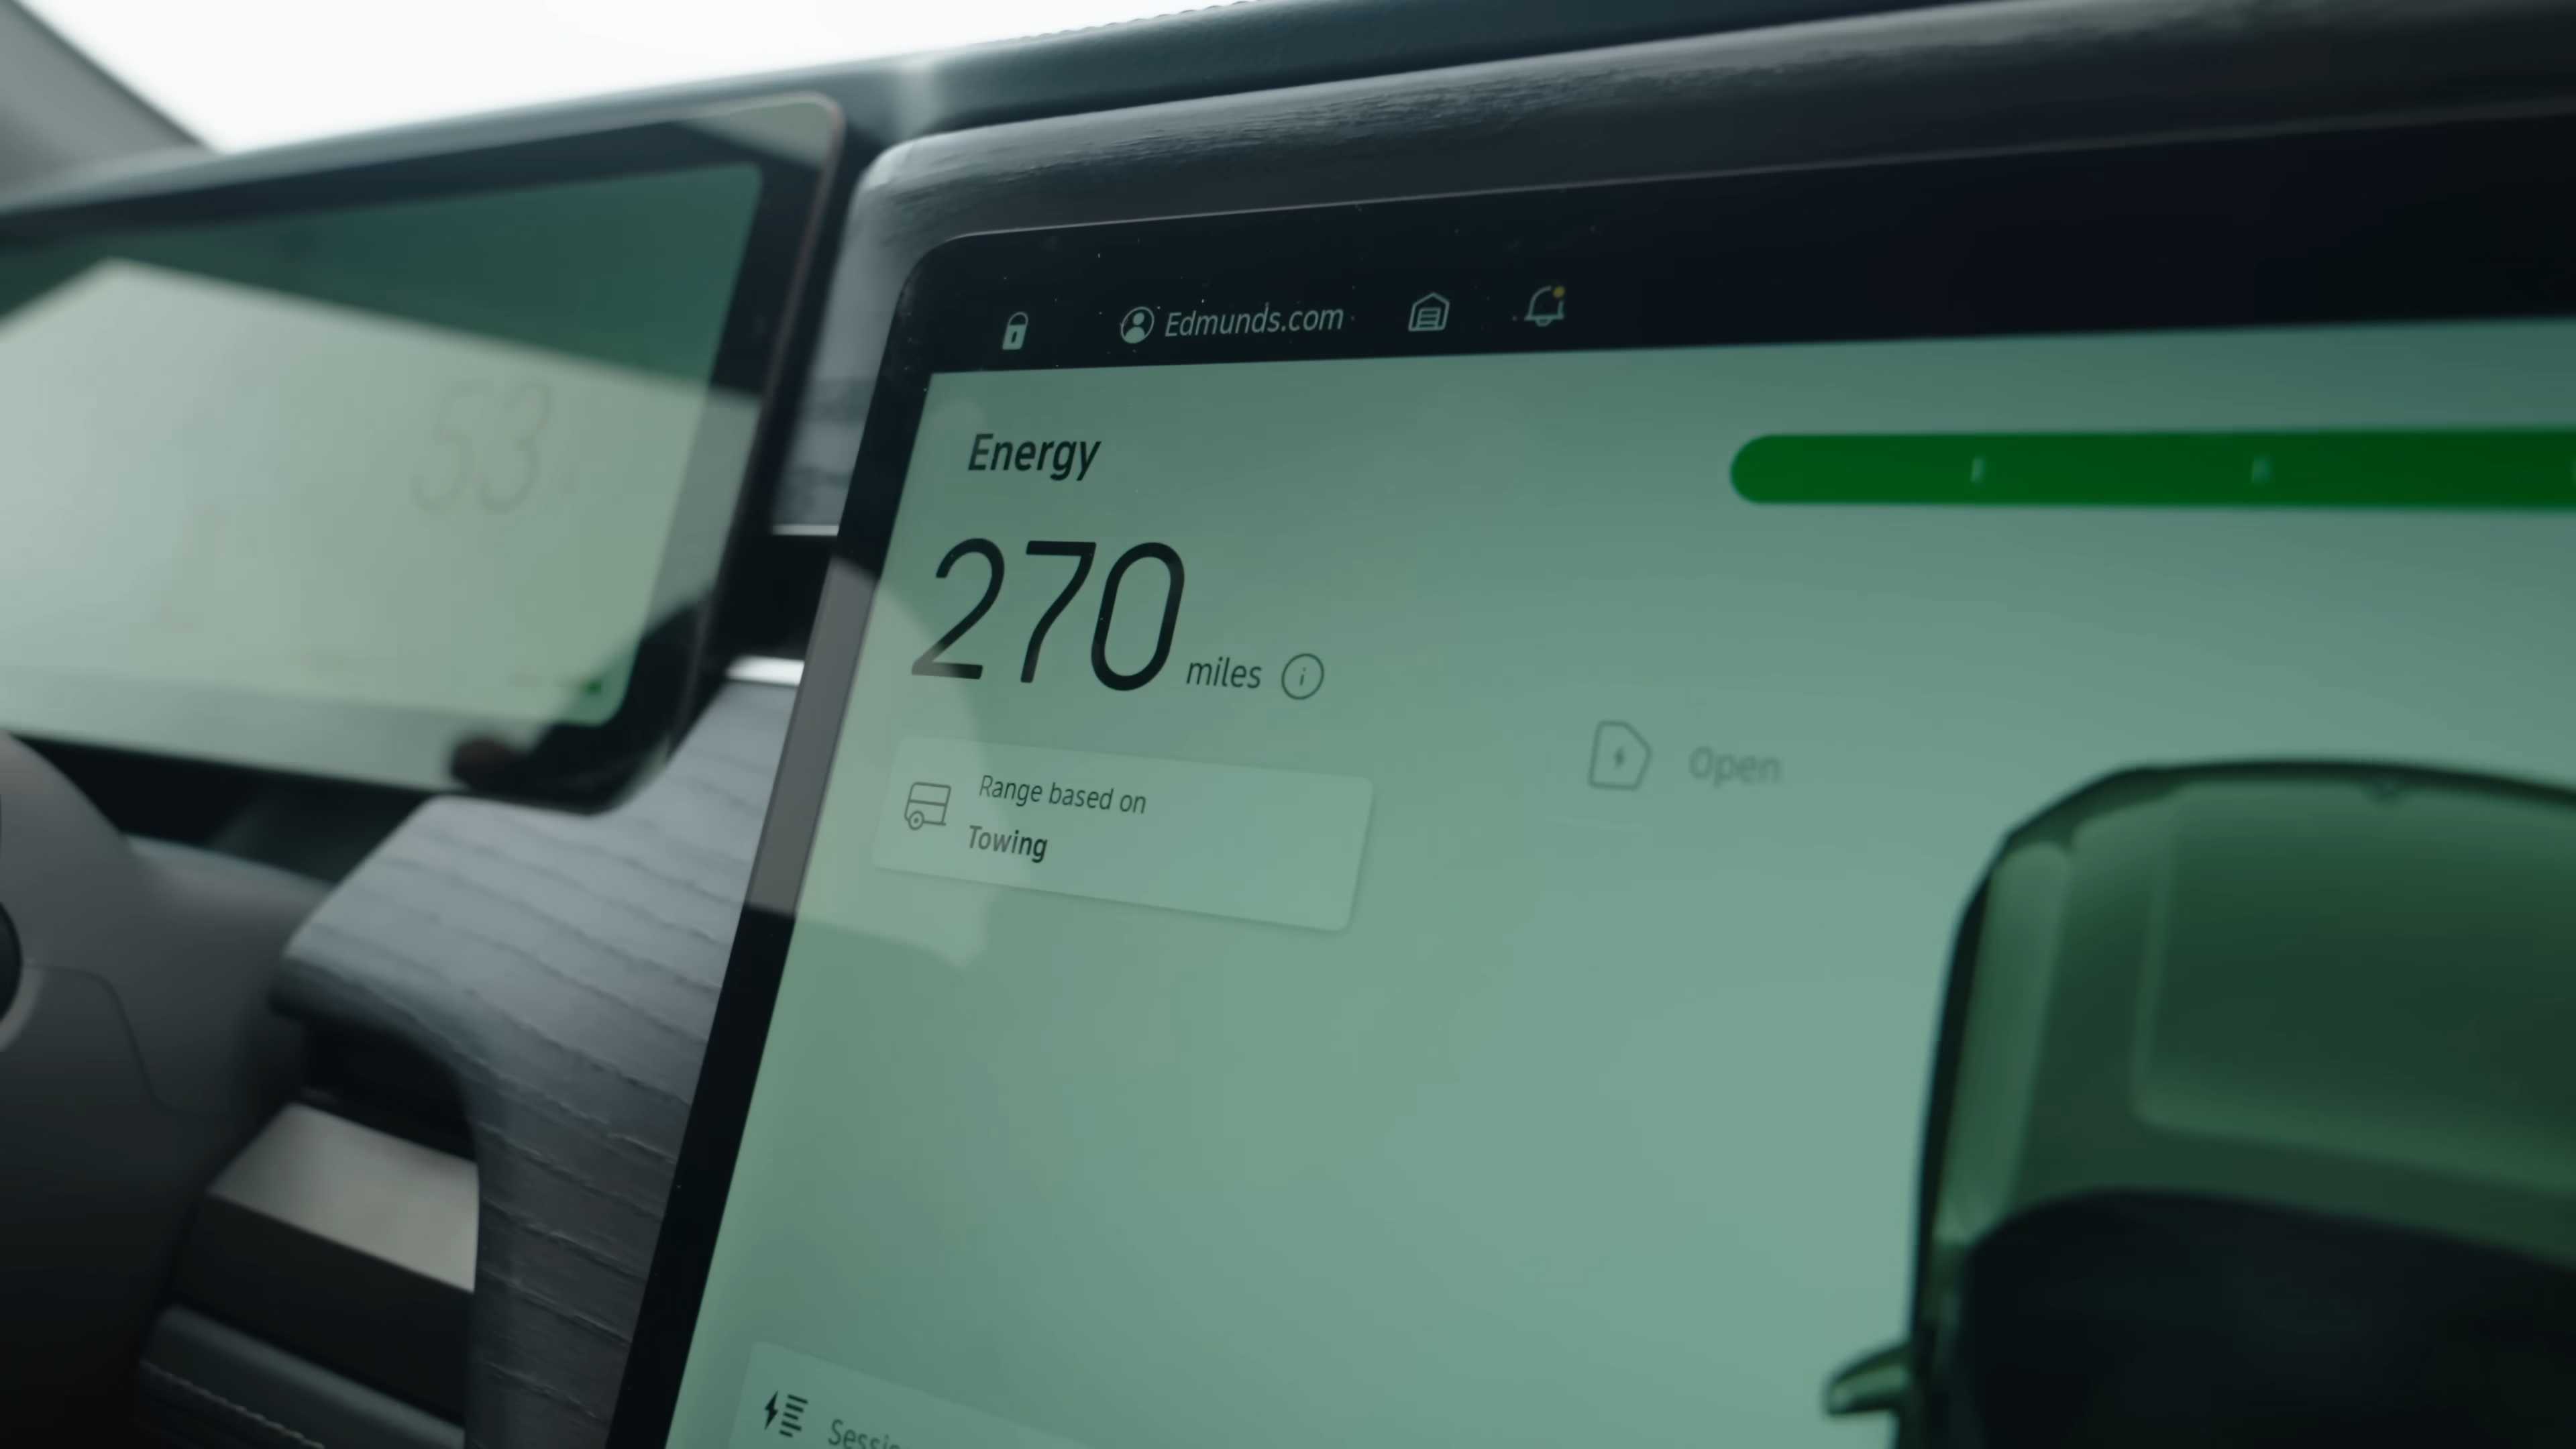 53
Edmunds.com
Energy
270 miles i
Open
Range based on
Towing